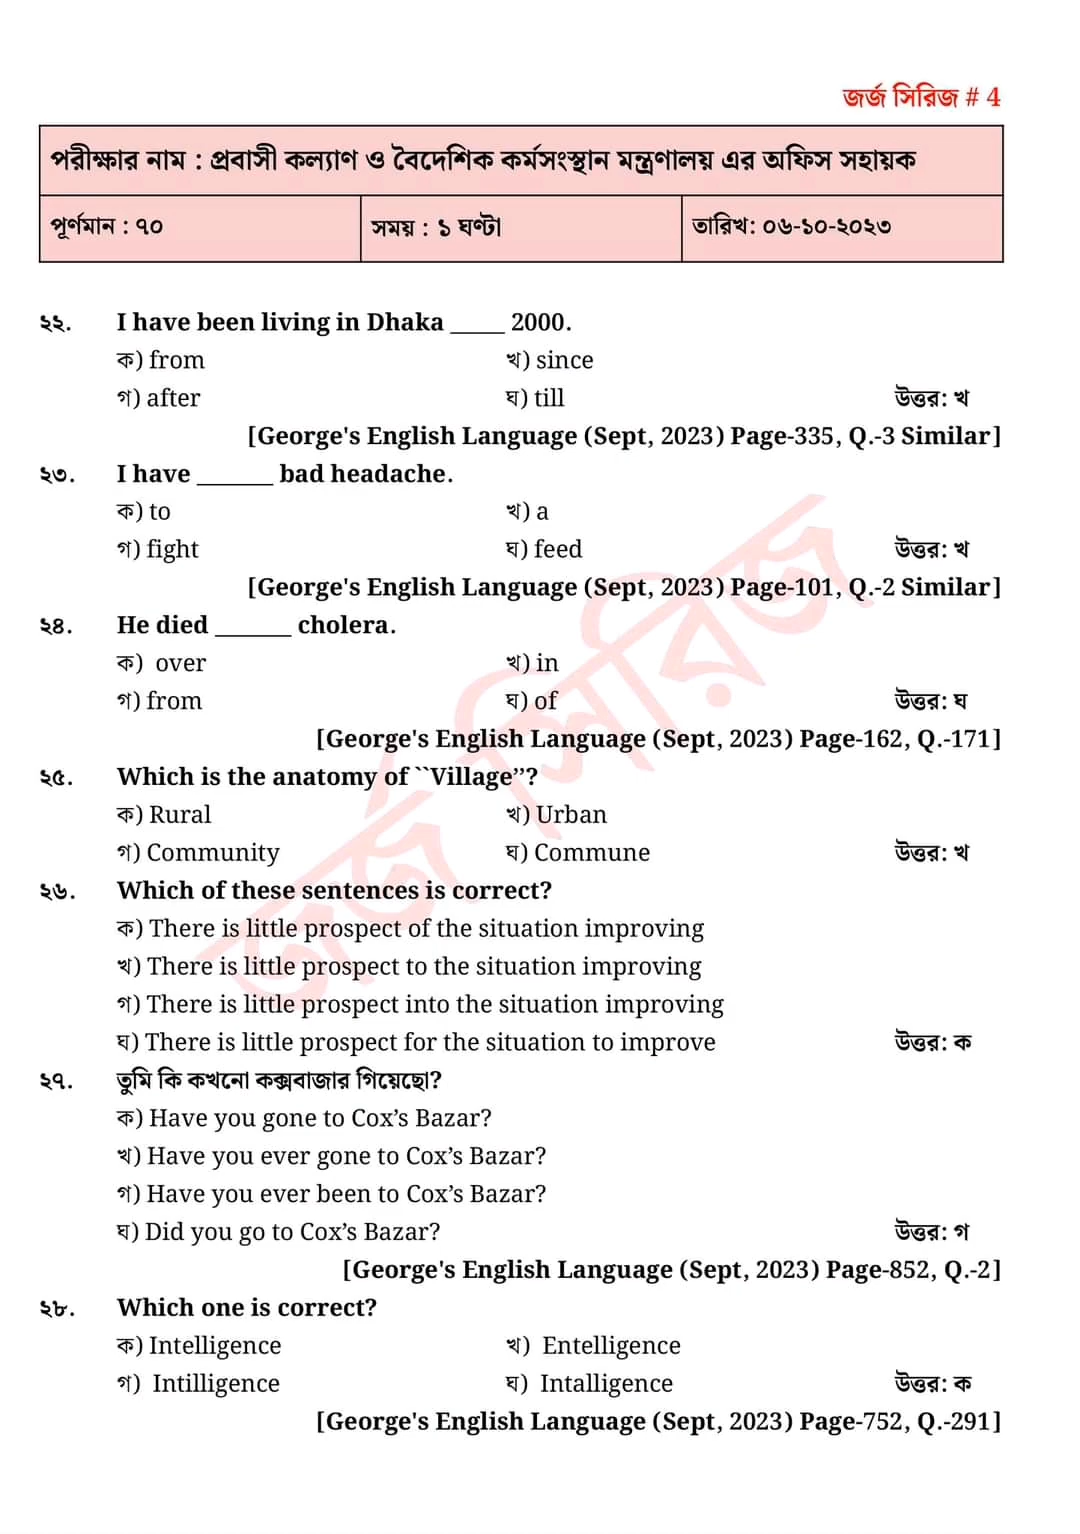 জর্জ সিরিজ # 4
পরীক্ষার নাম : প্রবাসী কল্যাণ ও বৈদেশিক কর্মসংস্থান মন্ত্রণালয় এর অফিস সহায়ক
পূর্ণমান : ৭০ সময় : ১ ঘণ্টা তারিখ: ০৬-১০-২০২৩
২২. I have been living in Dhaka _____ 2000.
ক) from খ) since
গ) after ঘ) till উত্তর: খ
[George's English Language (Sept, 2023) Page-335, Q.-3 Similar]
২৩. I have _______ bad headache.
ক) to খ) a
গ) fight ঘ) feed উত্তর: খ
[George's English Language (Sept, 2023) Page-101, Q.-2 Similar]
২৪. He died _______ cholera.
ক) over খ) in
গ) from ঘ) of উত্তর: ঘ
[George's English Language (Sept, 2023) Page-162, Q.-171]
২৫. Which is the anatomy of ``Village”?
ক) Rural খ) Urban
গ) Community ঘ) Commune উত্তর: খ
২৬. Which of these sentences is correct?
ক) There is little prospect of the situation improving
খ) There is little prospect to the situation improving
গ) There is little prospect into the situation improving
ঘ) There is little prospect for the situation to improve উত্তর: ক
২৭. তুমি কি কখনো কক্সবাজার গিয়েছো?
ক) Have you gone to Cox’s Bazar?
খ) Have you ever gone to Cox’s Bazar?
গ) Have you ever been to Cox’s Bazar?
ঘ) Did you go to Cox’s Bazar? উত্তর: গ
[George's English Language (Sept, 2023) Page-852, Q.-2]
২৮. Which one is correct?
ক) Intelligence খ) Entelligence
গ) Intilligence ঘ) Intalligence উত্তর: ক
[George's English Language (Sept, 2023) Page-752, Q.-291]
জর্জ সিরিজ